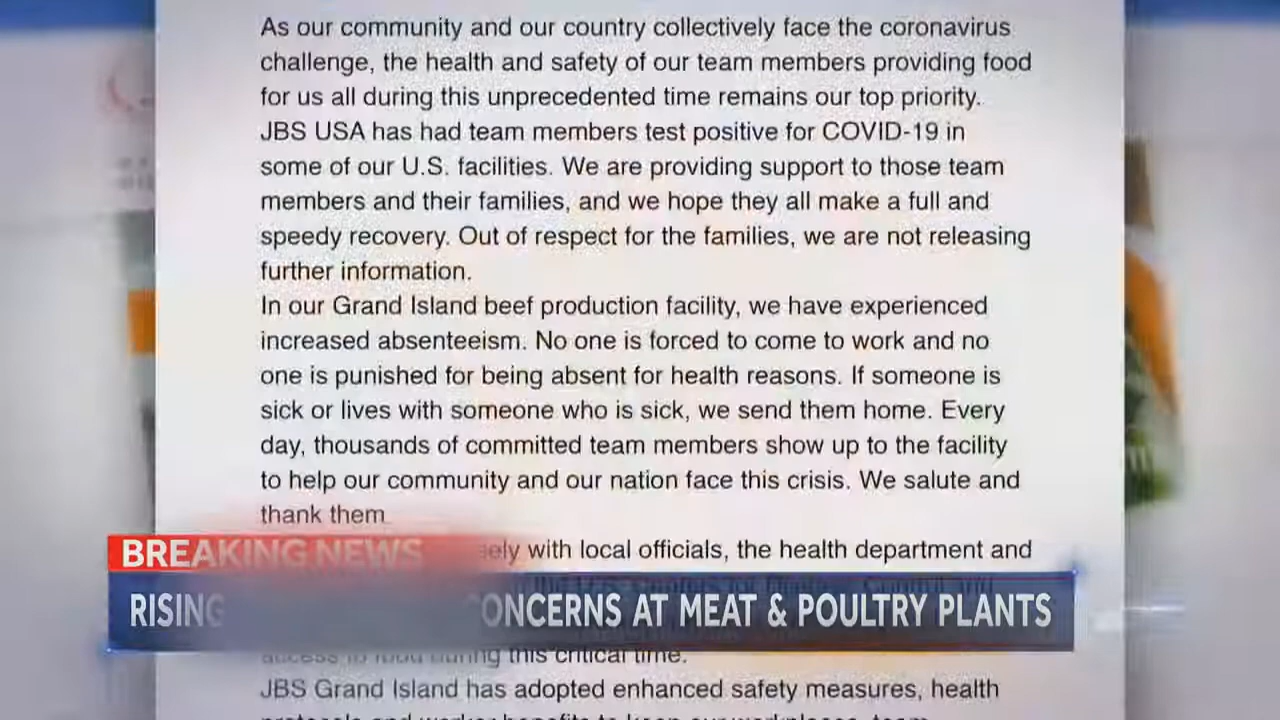 As our community and our country collectively face the coronavirus
challenge, the health and safety of our team members providing food
for us all during this unprecedented time remains our top priority.
JBS USA has had team members test positive for COVID-19 in
some of our U.S. facilities. We are providing support to those team
members and their families, and we hope they all make a full and
speedy recovery. Out of respect for the families, we are not releasing
further information.
In our Grand Island beef production facility, we have experienced
increased absenteeism. No one is forced to come to work and no
one is punished for being absent for health reasons. If someone is
sick or lives with someone who is sick, we send them home. Every
day, thousands of committed team members show up to the facility
to help our community and our nation face this crisis. We salute and
thank them
with local officials, the health department and
BREAKING NEWS
RISING ONCERNS AT MEAT & POULTRY PLANTS
access to food during this critical time.
JBS Grand Island has adopted enhanced safety measures, health